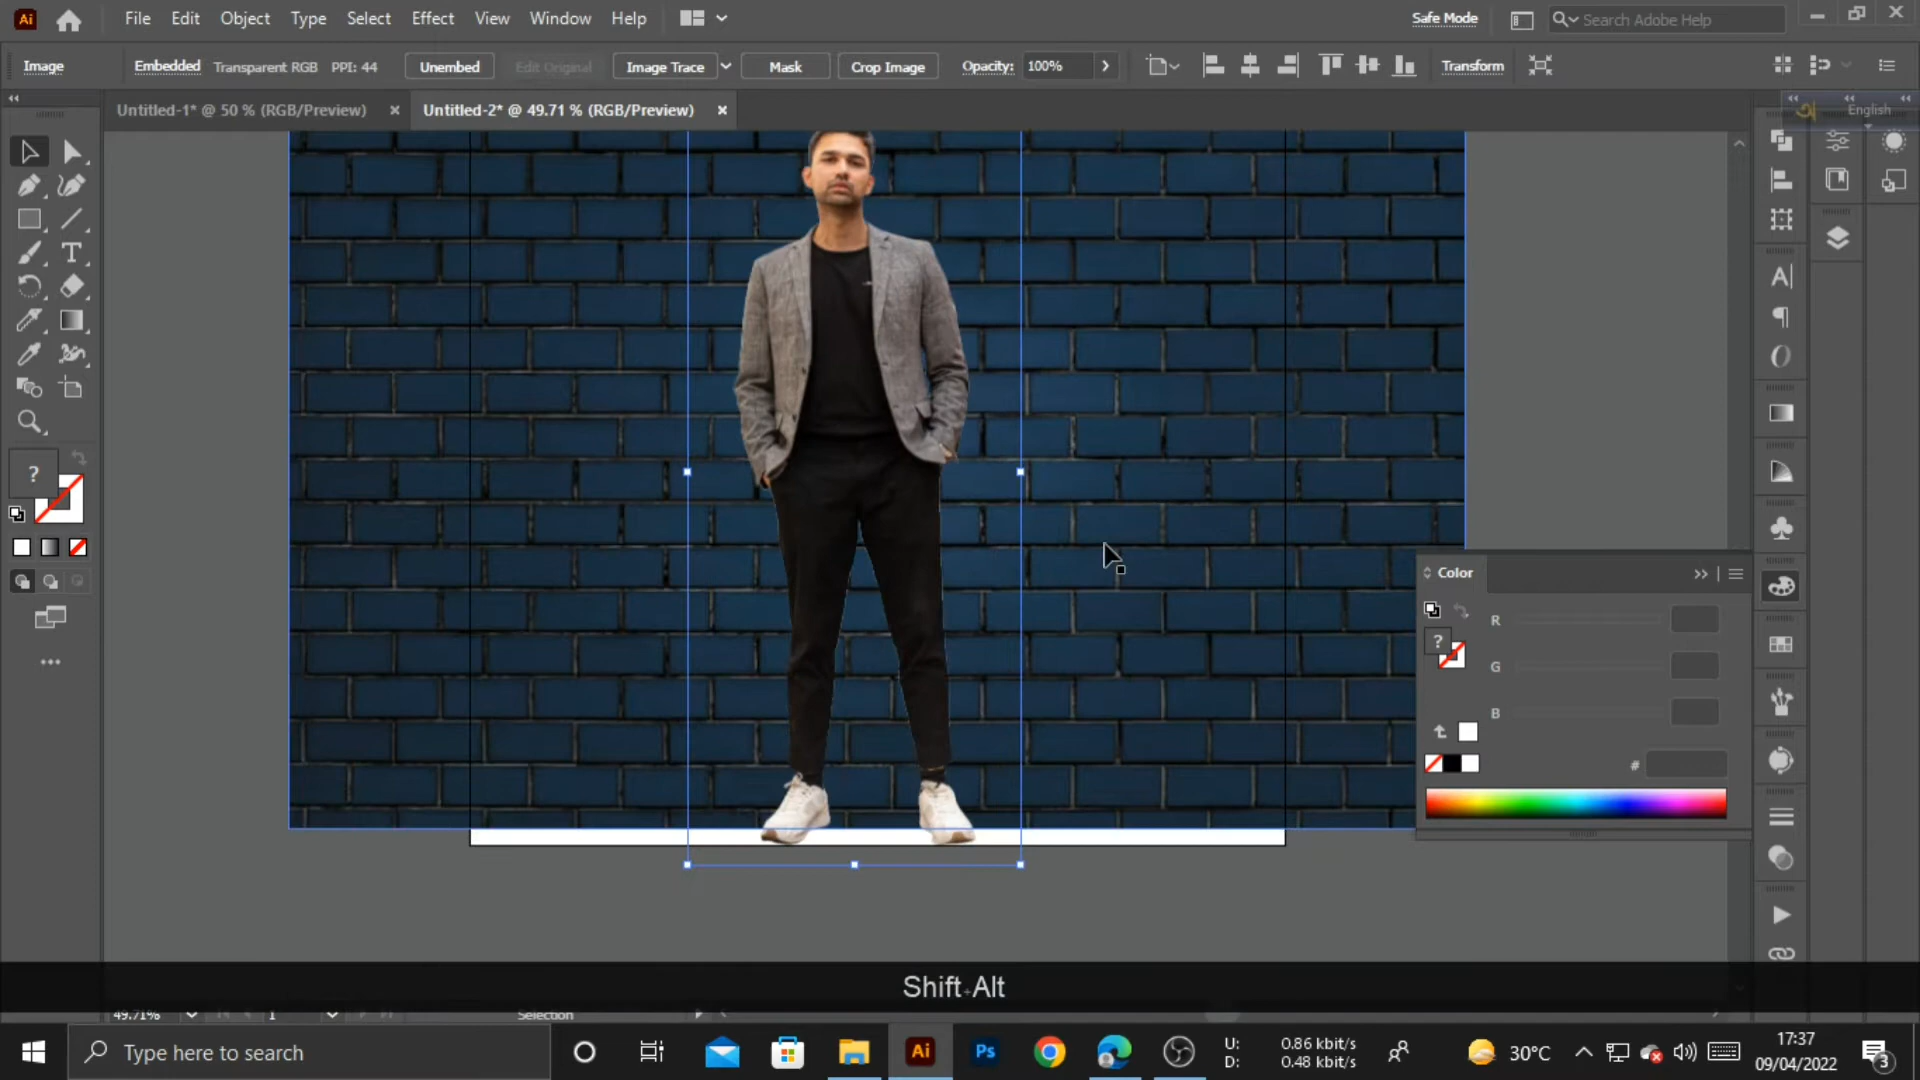 Ai File Edit Object Type Select Effect View Window Help Safe Mode Search Adobe Help
Image Embedded Transparent RGB PPI: 44 Unembed Edit Original Image Trace Mask Crop Image Opacity: 100% Transform
Untitled-1* @ 50 % (RGB/Preview) × Untitled-2* @ 49.71 % (RGB/Preview) × English
?
Color
R
?
G
B
#
Shift+Alt
49.71% 1 Selection
Type here to search Ai Ps U: 0.86 kbit/s 30°C 17:37
D: 0.48 kbit/s 09/04/2022 3